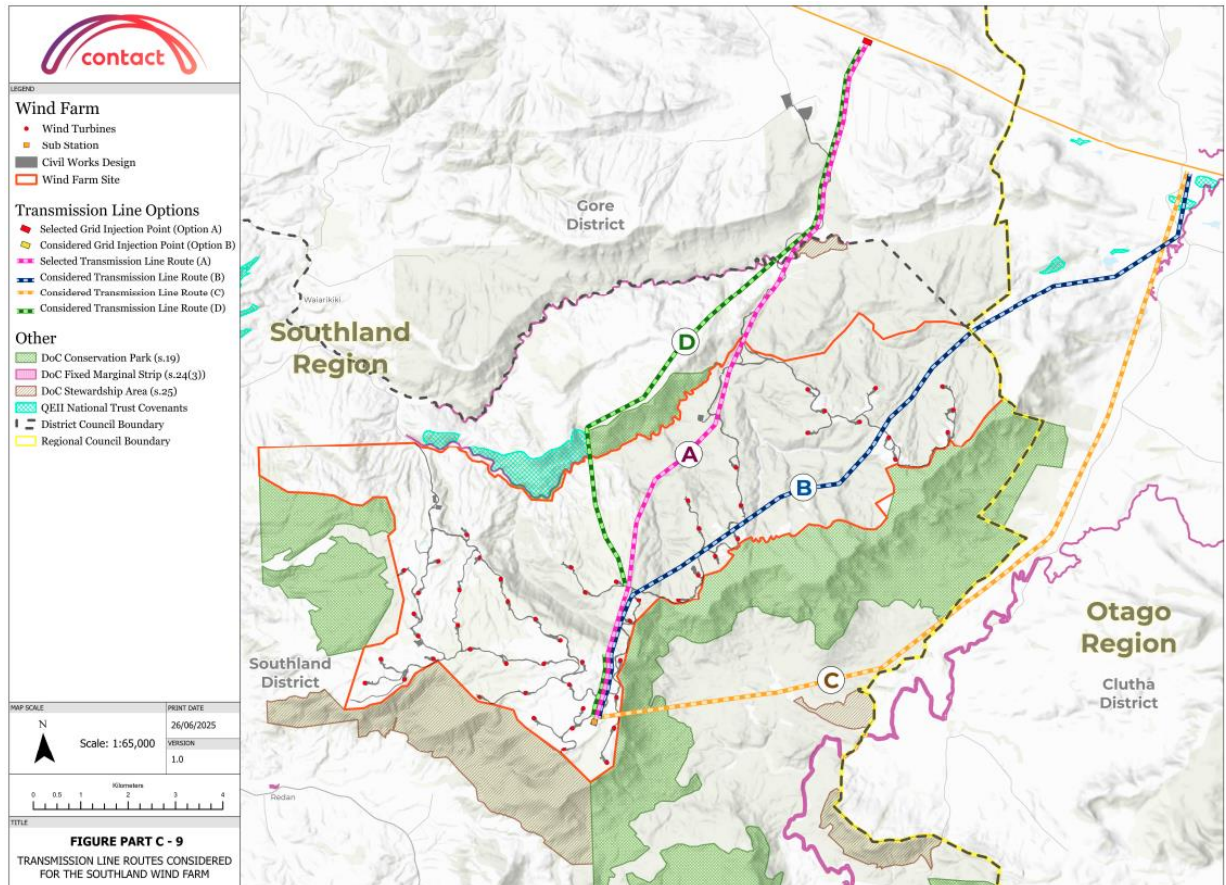 contact
LEGEND
Wind Farm
Wind Turbines
Sub Station
Civil Works Design
Wind Farm Site
Transmission Line Options
Selected Grid Injection Point (Option A)
Considered Grid Injection Point (Option B)
Selected Transmission Line Route (A)
Considered Transmission Line Route (B)
Considered Transmission Line Route (C)
Considered Transmission Line Route (D)
Other
DoC Conservation Park (s.19)
DoC Fixed Marginal Strip (s.24(3))
DoC Stewardship Area (s.25)
QEII National Trust Covenants
District Council Boundary
Regional Council Boundary
MAP SCALE
N
Scale: 1:65,000
PRINT DATE
26/06/2025
VERSION
1.0
Kilometers
0 0.5 1 2 3 4
TITLE
FIGURE PART C - 9
TRANSMISSION LINE ROUTES CONSIDERED
FOR THE SOUTHLAND WIND FARM
Gore
District
Waiarikiki
Southland
Region
D
A
B
Otago
Region
Southland
District
C
Clutha
District
Redan